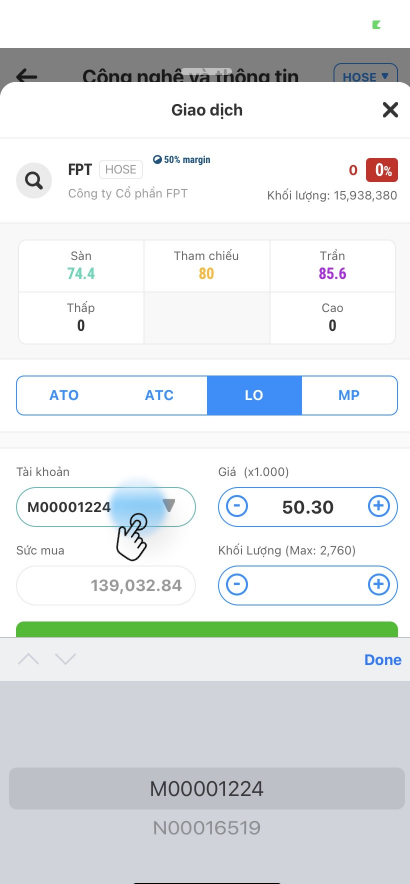 Công nghệ và thông tin
HOSE ▼
Giao dịch
FPT HOSE 50% margin
0 0%
Công ty Cổ phần FPT
Khối lượng: 15,938,380
Sàn Tham chiếu Trần
74.4 80 85.6
Thấp Cao
0 0
ATO ATC LO MP
Tài khoản Giá (x1.000)
M00001224 - 50.30 +
Sức mua Khối Lượng (Max: 2,760)
139,032.84 - +
Done
M00001224
N00016519